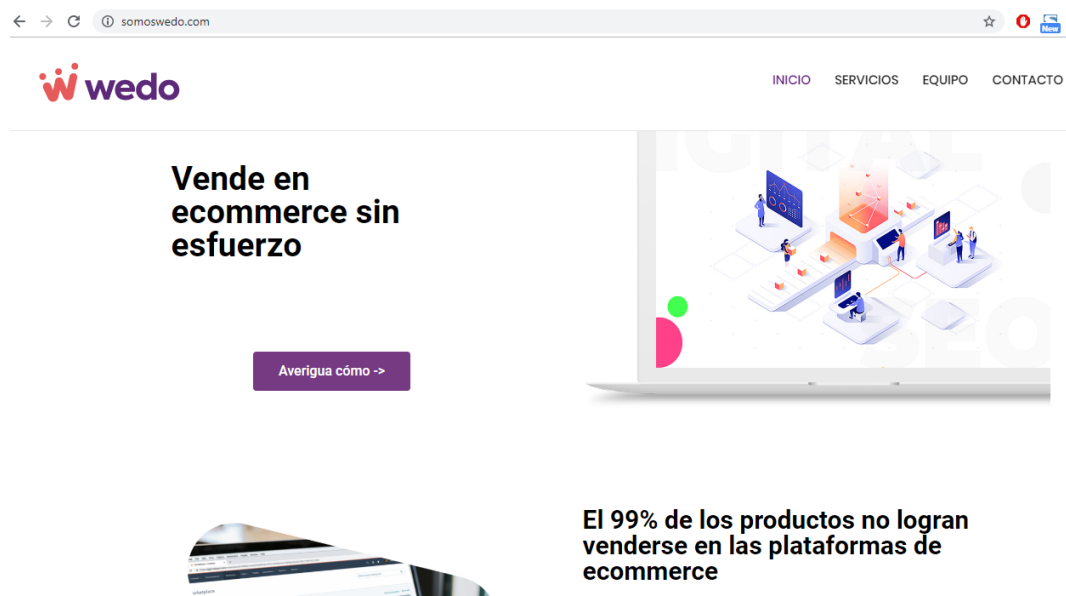 somoswedo.com
New
wedo
INICIO
SERVICIOS
EQUIPO
CONTACTO
Vende en
ecommerce sin
esfuerzo
Averigua cómo ->
SEO
El 99% de los productos no logran
venderse en las plataformas de
ecommerce